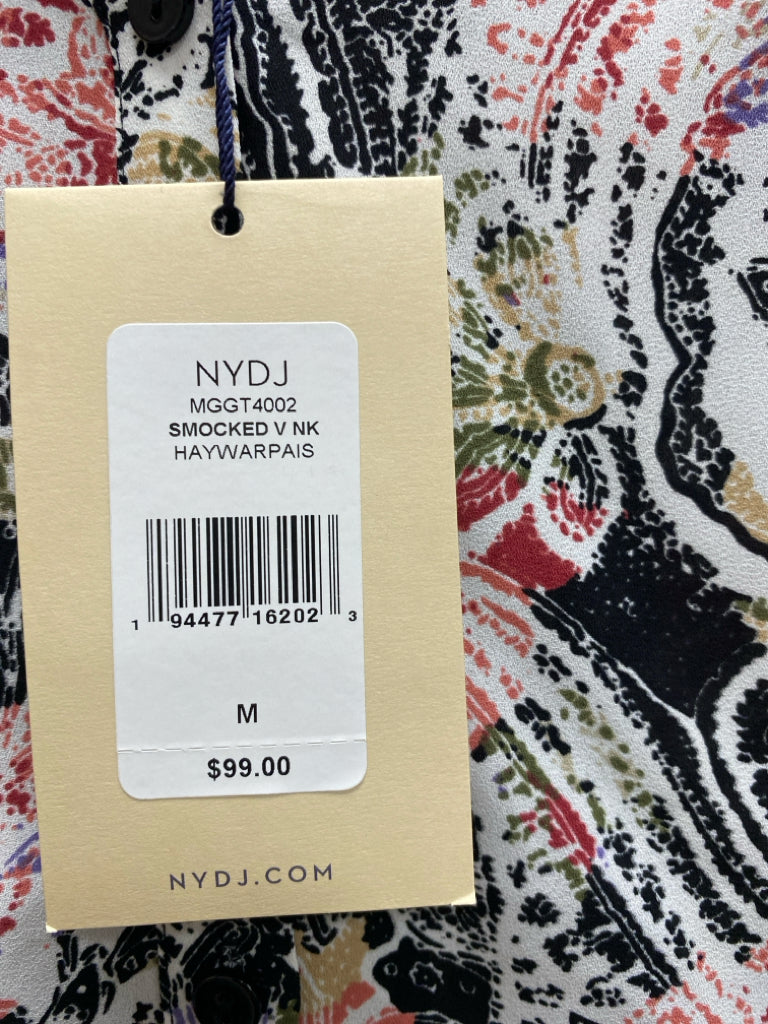 NYDJ
MGGT4002
SMOCKED V NK
HAYWARPAIS
1 94477 16202 3
M
$99.00
NYDJ.COM